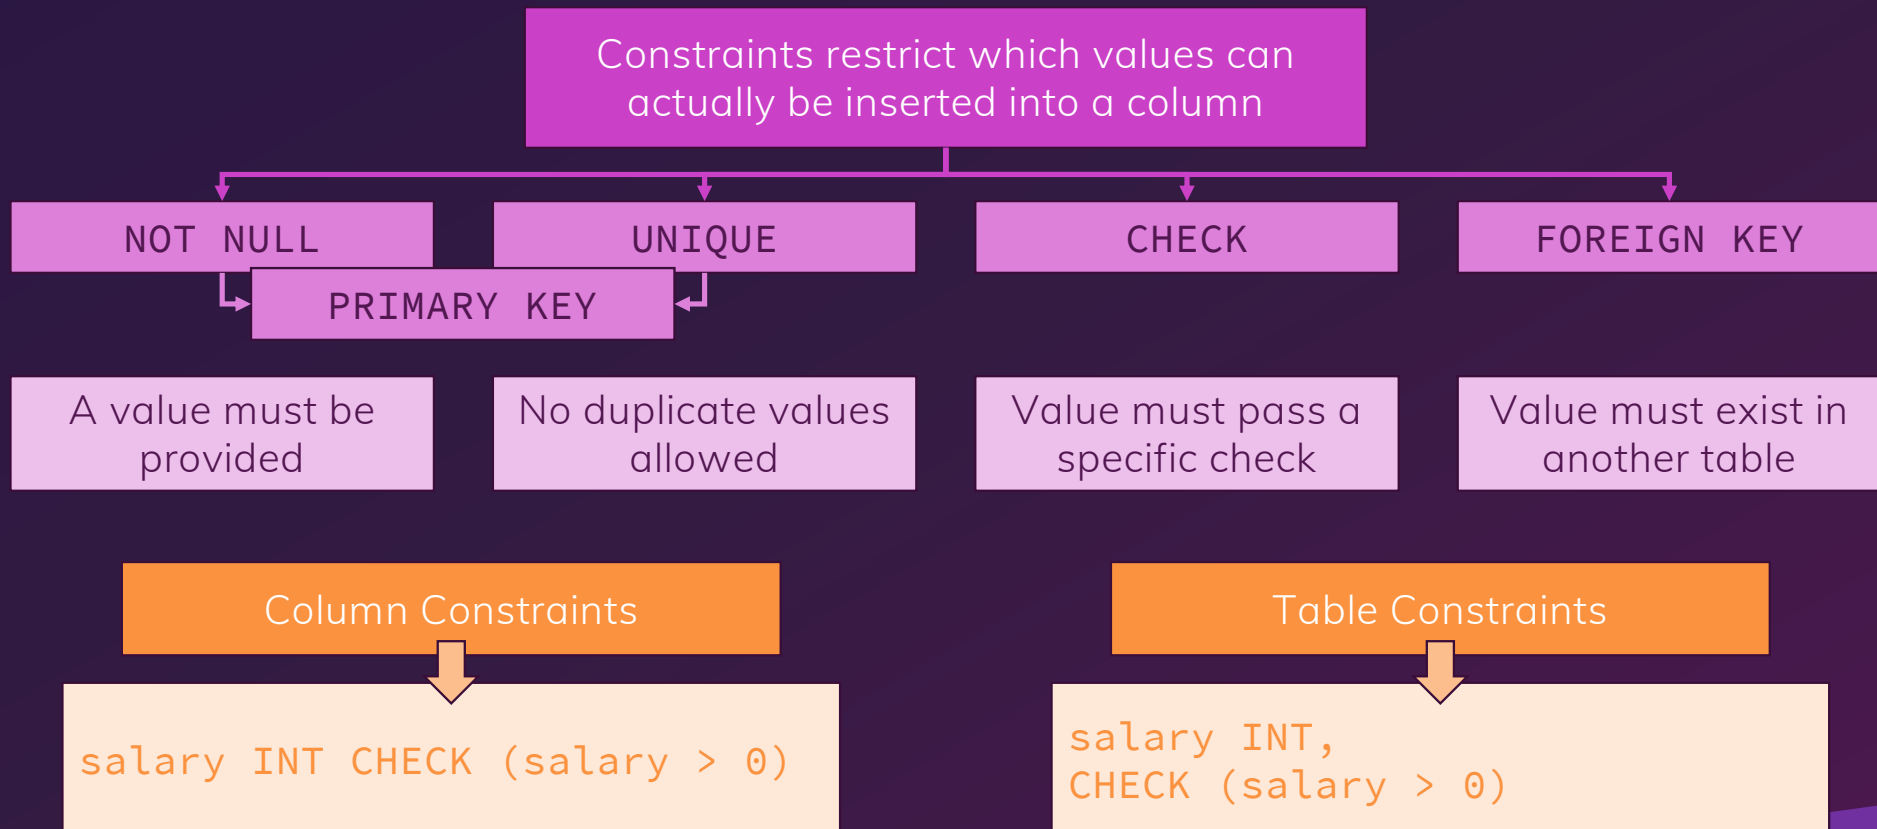 Constraints restrict which values can
actually be inserted into a column
NOT NULL
UNIQUE
CHECK
FOREIGN KEY
PRIMARY KEY
A value must be
provided
No duplicate values
allowed
Value must pass a
specific check
Value must exist in
another table
Column Constraints
Table Constraints
salary INT CHECK (salary > 0)
salary INT,
CHECK (salary > 0)